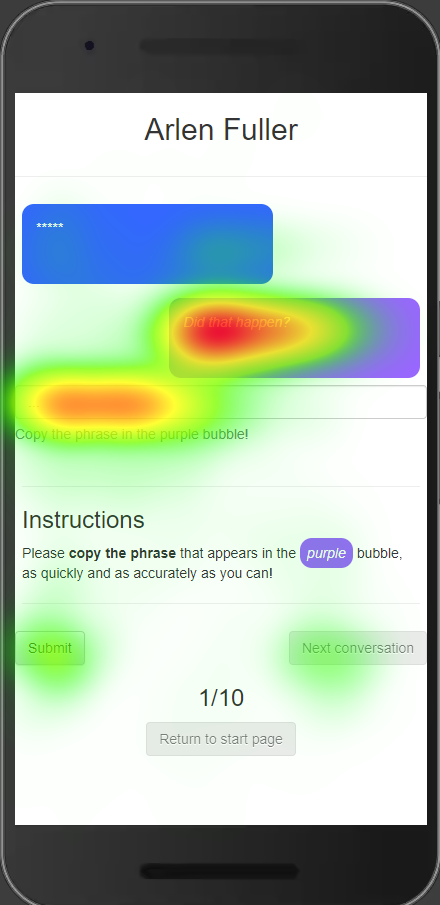 Arlen Fuller
*****
Did that happen?
Copy the phrase in the purple bubble!
Instructions
Please copy the phrase that appears in the purple bubble,
as quickly and as accurately as you can!
Submit Next conversation
1/10
Return to start page